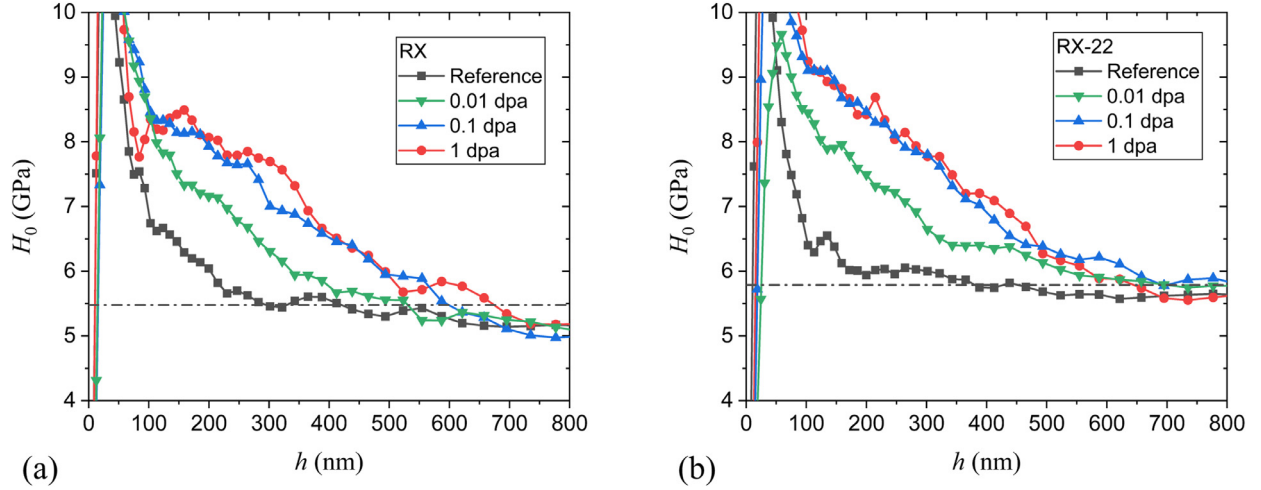 RX
Reference
0.01 dpa
0.1 dpa
1 dpa
10
9
8
7
6
5
4
H0 (GPa)
0 100 200 300 400 500 600 700 800
h (nm)
(a)
RX-22
Reference
0.01 dpa
0.1 dpa
1 dpa
10
9
8
7
6
5
4
H0 (GPa)
0 100 200 300 400 500 600 700 800
h (nm)
(b)